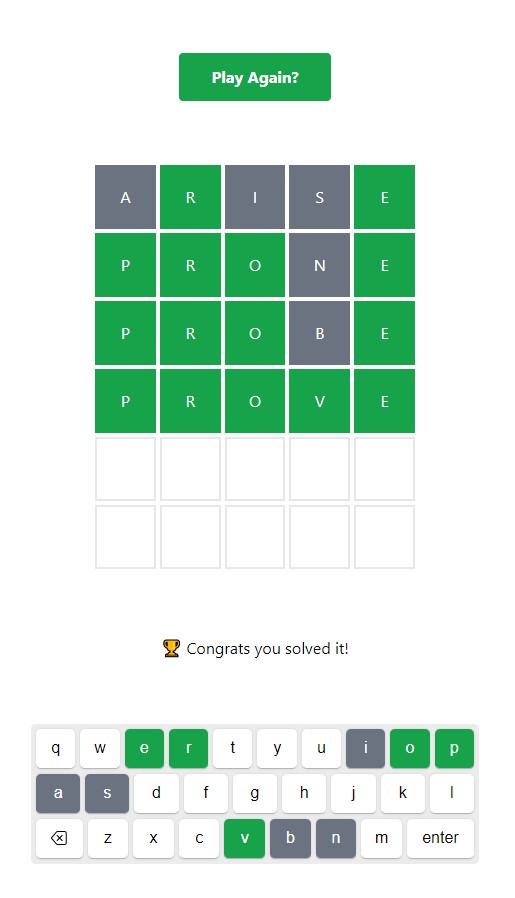 Play Again?
A R I S E
P R O N E
P R O B E
P R O V E
🏆 Congrats you solved it!
q w e r t y u i o p
a s d f g h j k l
z x c v b n m enter